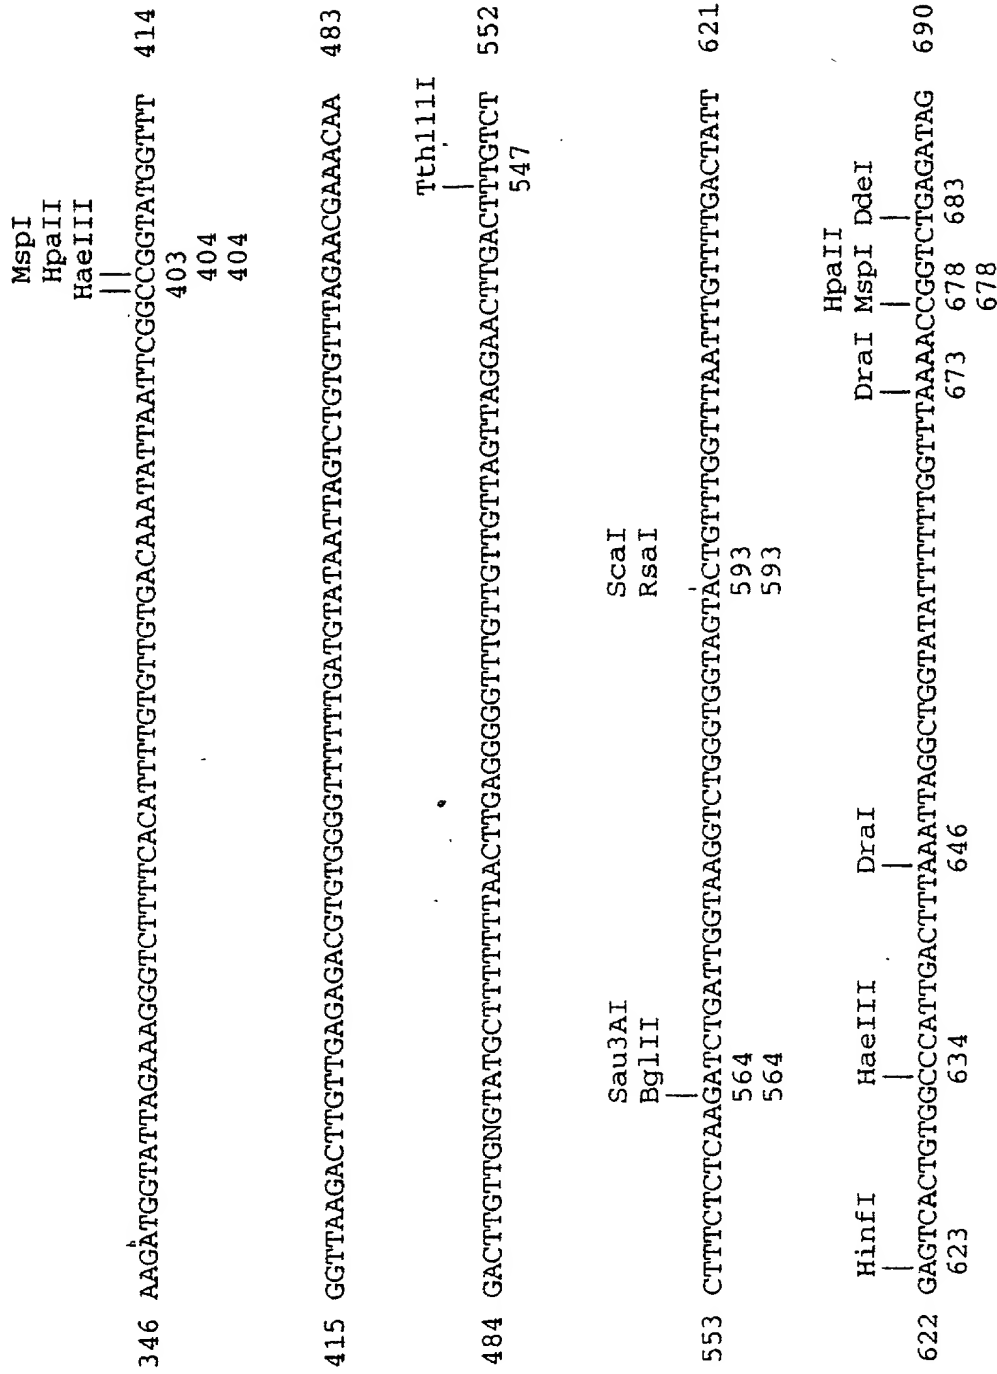 MspI
HpaII
HaeIII
346 AAGATGGTATTAGAAAGGGTCTTTTCACATTTTGTGTTGTGACAAATATTAATTCGGCCGGTATGGTTT 414
403
404
404
415 GGTTAAGACTTGTTGAGAGACGTGTGGGGTTTTTTGATGTATAATTAGTCTGTGTTTAGAACGAAACAA 483
Tth111I
484 GACTTGTTGNGTATGCTTTTTTTAACTTGAGGGGGTTTGTTGTTGTTAGTTAGGAACTTGACTTTGTCT 552
547
Sau3AI ScaI
BglII RsaI
553 CTTTCTCTCAAGATCTGATTGGTAAGGTCTGGGTGGTAGTACTGTTTGGTTTAATTTGTTTTGACTATT 621
564 593
564 593
HpaII
HinfI HaeIII DraI DraI MspI DdeI
622 GAGTCACTGTGGCCCATTGACTTTAAATTAGGCTGGTATATTTTTTGGTTTAAAACCGGTCTGAGATAG 690
623 634 646 673 678 683
678